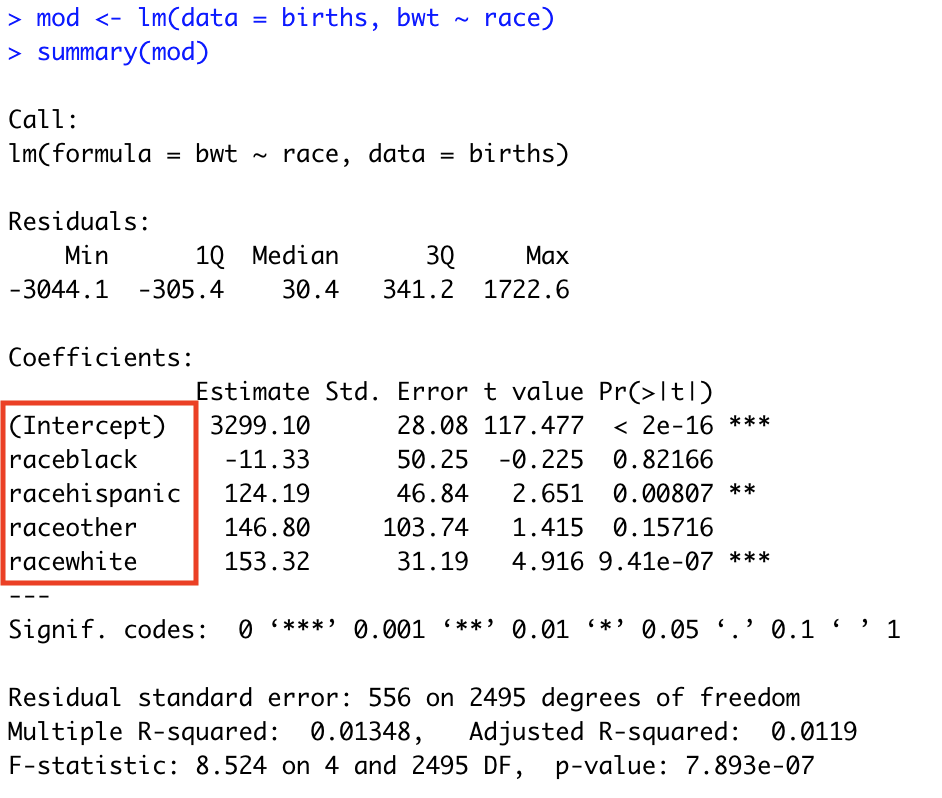 > mod <- lm(data = births, bwt ~ race)
> summary(mod)
Call:
lm(formula = bwt ~ race, data = births)
Residuals:
    Min      1Q  Median      3Q     Max
-3044.1  -305.4    30.4   341.2  1722.6
Coefficients:
             Estimate Std. Error t value Pr(>|t|)
(Intercept)   3299.10      28.08 117.477  < 2e-16 ***
raceblack      -11.33      50.25  -0.225  0.82166
racehispanic   124.19      46.84   2.651  0.00807 **
raceother      146.80     103.74   1.415  0.15716
racewhite      153.32      31.19   4.916 9.41e-07 ***
---
Signif. codes:  0 ‘***’ 0.001 ‘**’ 0.01 ‘*’ 0.05 ‘.’ 0.1 ‘ ’ 1
Residual standard error: 556 on 2495 degrees of freedom
Multiple R-squared:  0.01348,   Adjusted R-squared:  0.0119
F-statistic: 8.524 on 4 and 2495 DF,  p-value: 7.893e-07